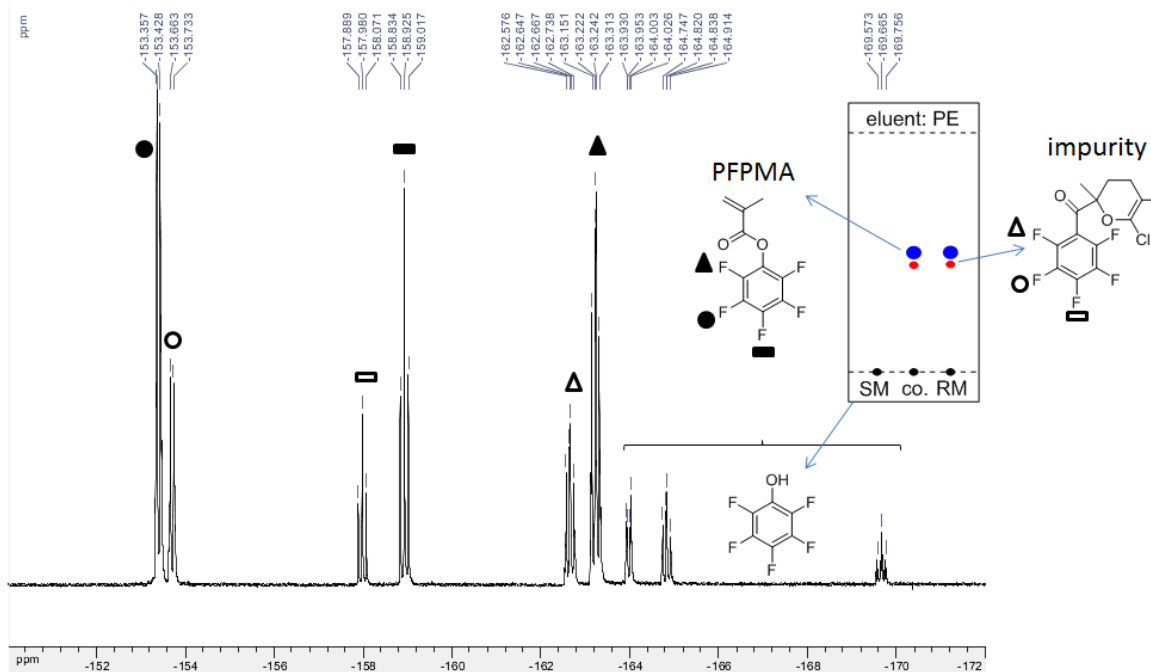 ppm
-153.357
-153.428
-153.663
-153.733
-157.889
-157.980
-158.071
-158.834
-158.925
-159.017
-162.576
-162.647
-162.667
-162.738
-163.151
-163.222
-163.242
-163.313
-163.930
-163.953
-164.003
-164.026
-164.747
-164.820
-164.838
-164.914
-169.573
-169.665
-169.756
eluent: PE
impurity
PFPMA
O
O
F
F
F
F
F
O
O
Cl
F
F
F
F
F
SM co. RM
OH
F
F
F
F
F
ppm
-152
-154
-156
-158
-160
-162
-164
-166
-168
-170
-172